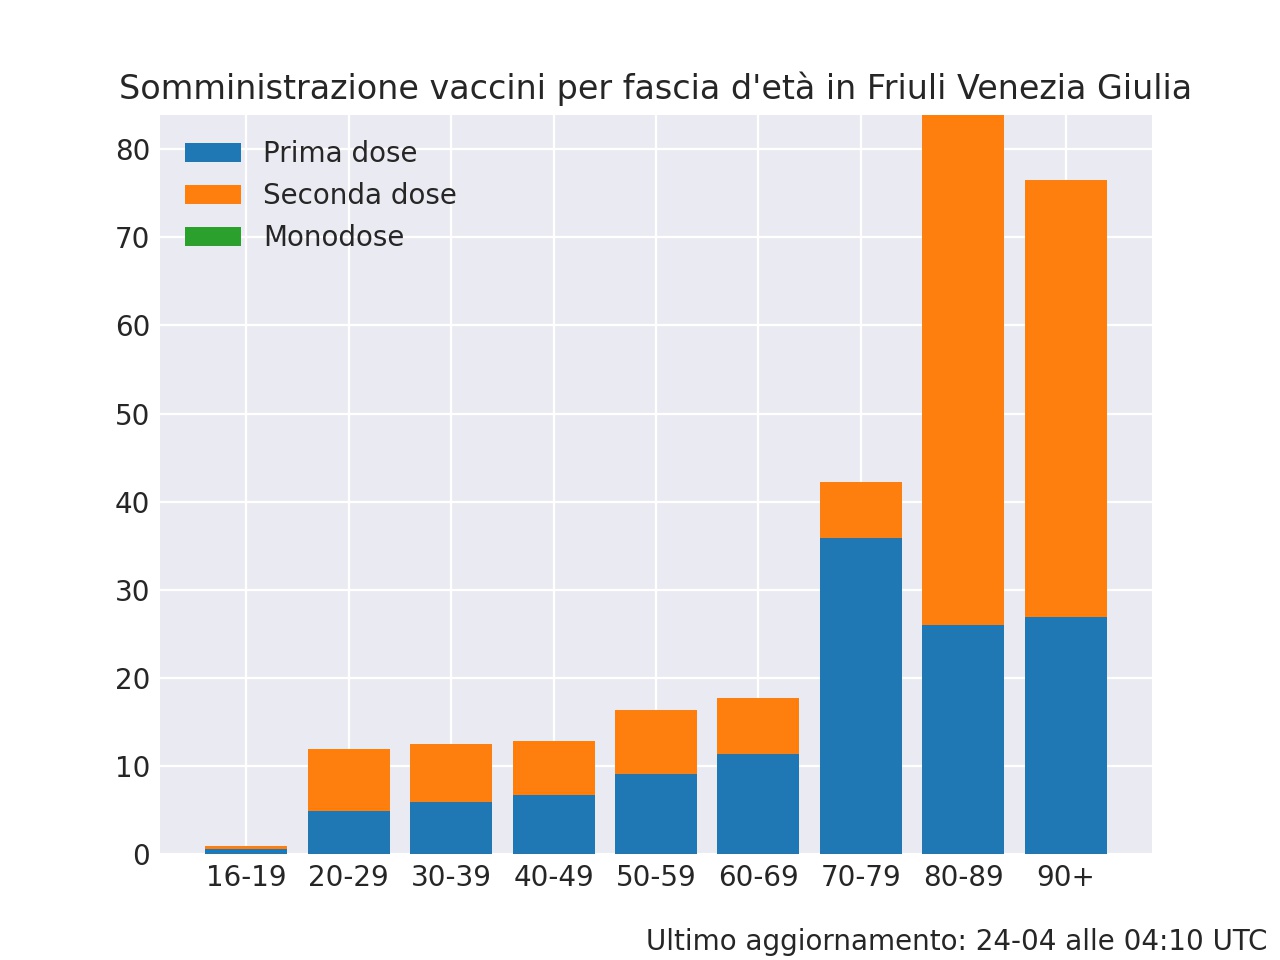 Somministrazione vaccini per fascia d'età in Friuli Venezia Giulia
Prima dose
Seconda dose
Monodose
80
70
60
50
40
30
20
10
0
16-19 20-29 30-39 40-49 50-59 60-69 70-79 80-89 90+
Ultimo aggiornamento: 24-04 alle 04:10 UTC